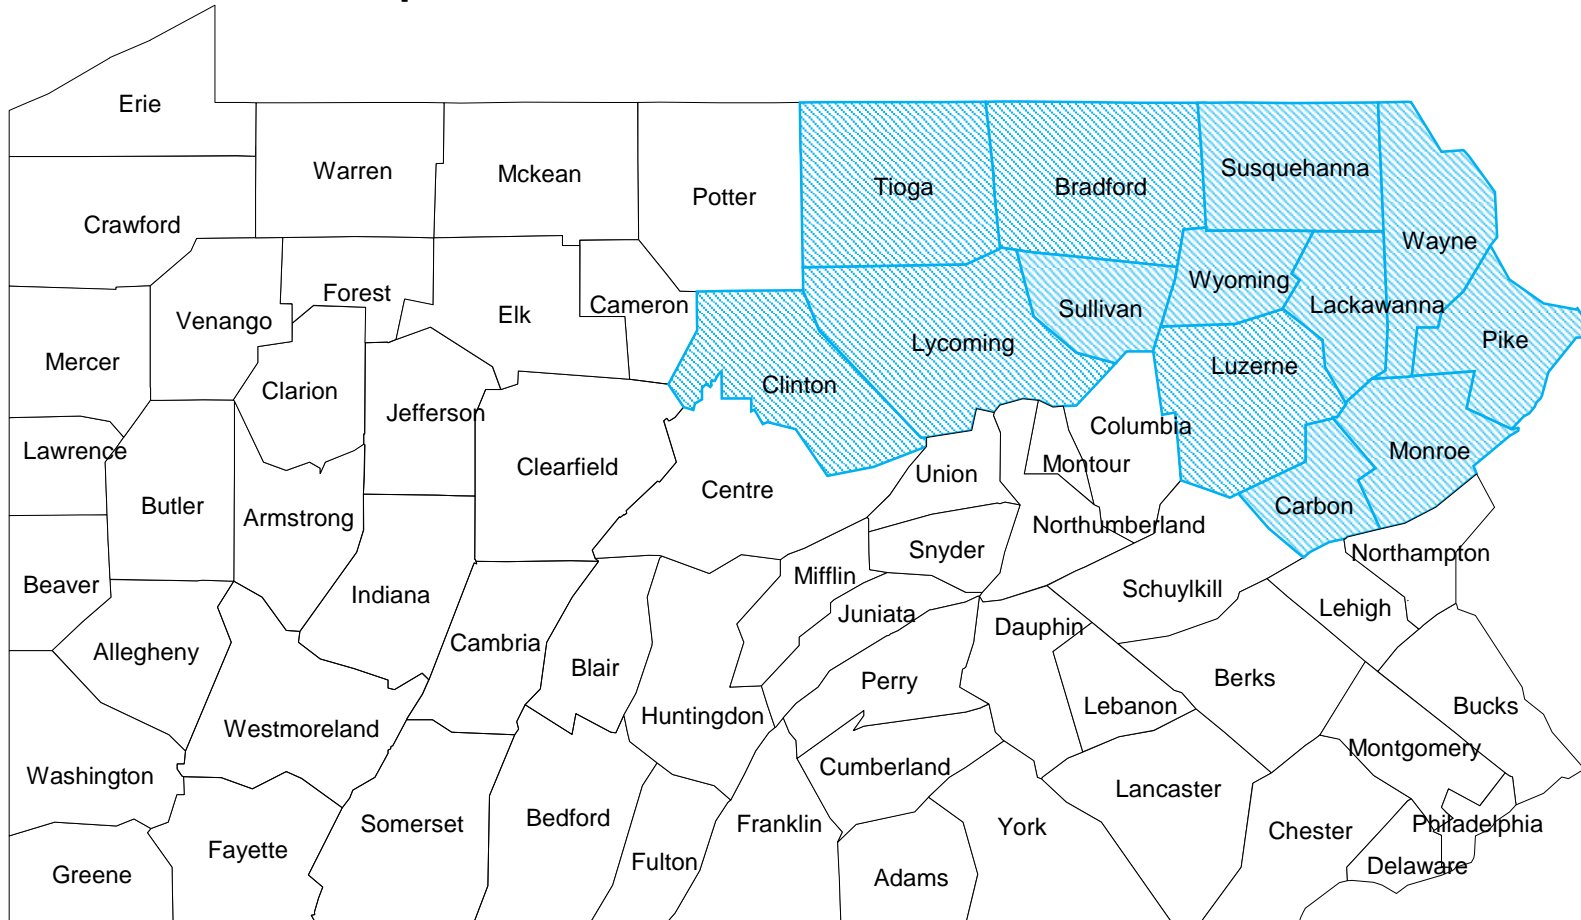 Erie
Warren
Mckean
Potter
Tioga
Bradford
Susquehanna
Crawford
Wayne
Venango
Forest
Elk
Cameron
Sullivan
Wyoming
Lackawanna
Mercer
Clarion
Jefferson
Clinton
Lycoming
Luzerne
Pike
Lawrence
Butler
Armstrong
Clearfield
Centre
Union
Montour
Columbia
Monroe
Carbon
Beaver
Indiana
Snyder
Northumberland
Northampton
Allegheny
Cambria
Blair
Mifflin
Juniata
Dauphin
Schuylkill
Lehigh
Westmoreland
Huntingdon
Perry
Lebanon
Berks
Bucks
Washington
Cumberland
Lancaster
Montgomery
Greene
Fayette
Somerset
Bedford
Fulton
Franklin
Adams
York
Chester
Delaware
Philadelphia